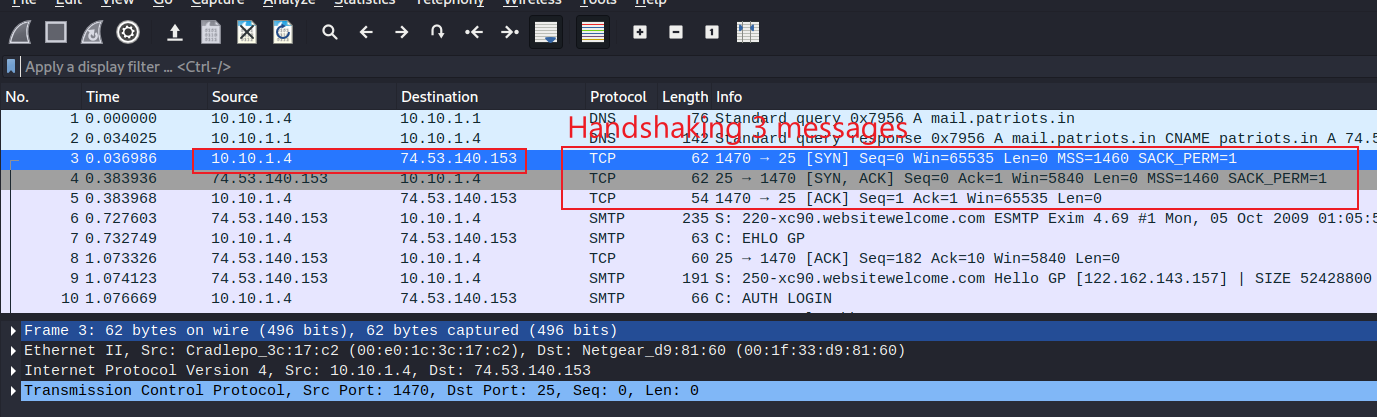 File Edit View Go Capture Analyze Statistics Telephony Wireless Tools Help
Apply a display filter ... <Ctrl-/>
No. Time Source Destination Protocol Length Info
Handshaking 3 messages
1 0.000000 10.10.1.4 10.10.1.1 DNS 76 Standard query 0x7956 A mail.patriots.in
2 0.034025 10.10.1.1 10.10.1.4 DNS 142 Standard query response 0x7956 A mail.patriots.in CNAME patriots.in A 74.5
3 0.036986 10.10.1.4 74.53.140.153 TCP 62 1470 → 25 [SYN] Seq=0 Win=65535 Len=0 MSS=1460 SACK_PERM=1
4 0.383936 74.53.140.153 10.10.1.4 TCP 62 25 → 1470 [SYN, ACK] Seq=0 Ack=1 Win=5840 Len=0 MSS=1460 SACK_PERM=1
5 0.383968 10.10.1.4 74.53.140.153 TCP 54 1470 → 25 [ACK] Seq=1 Ack=1 Win=65535 Len=0
6 0.727603 74.53.140.153 10.10.1.4 SMTP 235 S: 220-xc90.websitewelcome.com ESMTP Exim 4.69 #1 Mon, 05 Oct 2009 01:05:5
7 0.732749 10.10.1.4 74.53.140.153 SMTP 63 C: EHLO GP
8 1.073326 74.53.140.153 10.10.1.4 TCP 60 25 → 1470 [ACK] Seq=182 Ack=10 Win=5840 Len=0
9 1.074123 74.53.140.153 10.10.1.4 SMTP 191 S: 250-xc90.websitewelcome.com Hello GP [122.162.143.157] | SIZE 52428800
10 1.076669 10.10.1.4 74.53.140.153 SMTP 66 C: AUTH LOGIN
Frame 3: 62 bytes on wire (496 bits), 62 bytes captured (496 bits)
Ethernet II, Src: Cradlepo_3c:17:c2 (00:e0:1c:3c:17:c2), Dst: Netgear_d9:81:60 (00:1f:33:d9:81:60)
Internet Protocol Version 4, Src: 10.10.1.4, Dst: 74.53.140.153
Transmission Control Protocol, Src Port: 1470, Dst Port: 25, Seq: 0, Len: 0